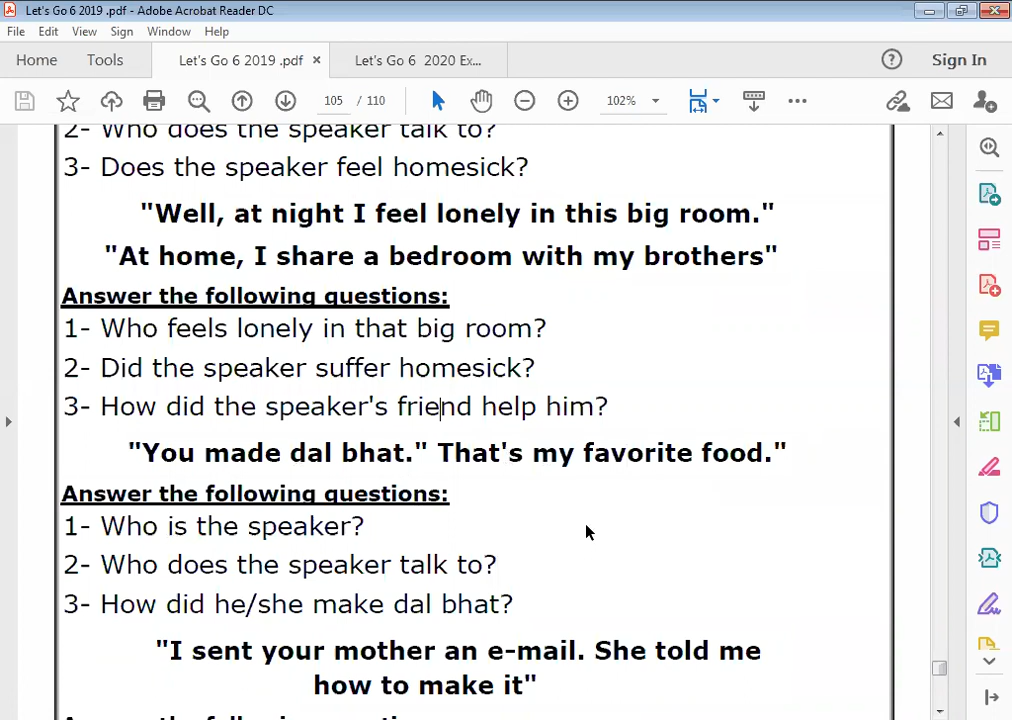 Let's Go 6 2019 .pdf - Adobe Acrobat Reader DC
File Edit View Sign Window Help
Home Tools Let's Go 6 2019 .pdf × Let's Go 6 2020 Ex... Sign In
105 / 110 102%
2- Who does the speaker talk to?
3- Does the speaker feel homesick?
"Well, at night I feel lonely in this big room."
"At home, I share a bedroom with my brothers"
Answer the following questions:
1- Who feels lonely in that big room?
2- Did the speaker suffer homesick?
3- How did the speaker's friend help him?
"You made dal bhat." That's my favorite food."
Answer the following questions:
1- Who is the speaker?
2- Who does the speaker talk to?
3- How did he/she make dal bhat?
"I sent your mother an e-mail. She told me
how to make it"
Answer the following questions: